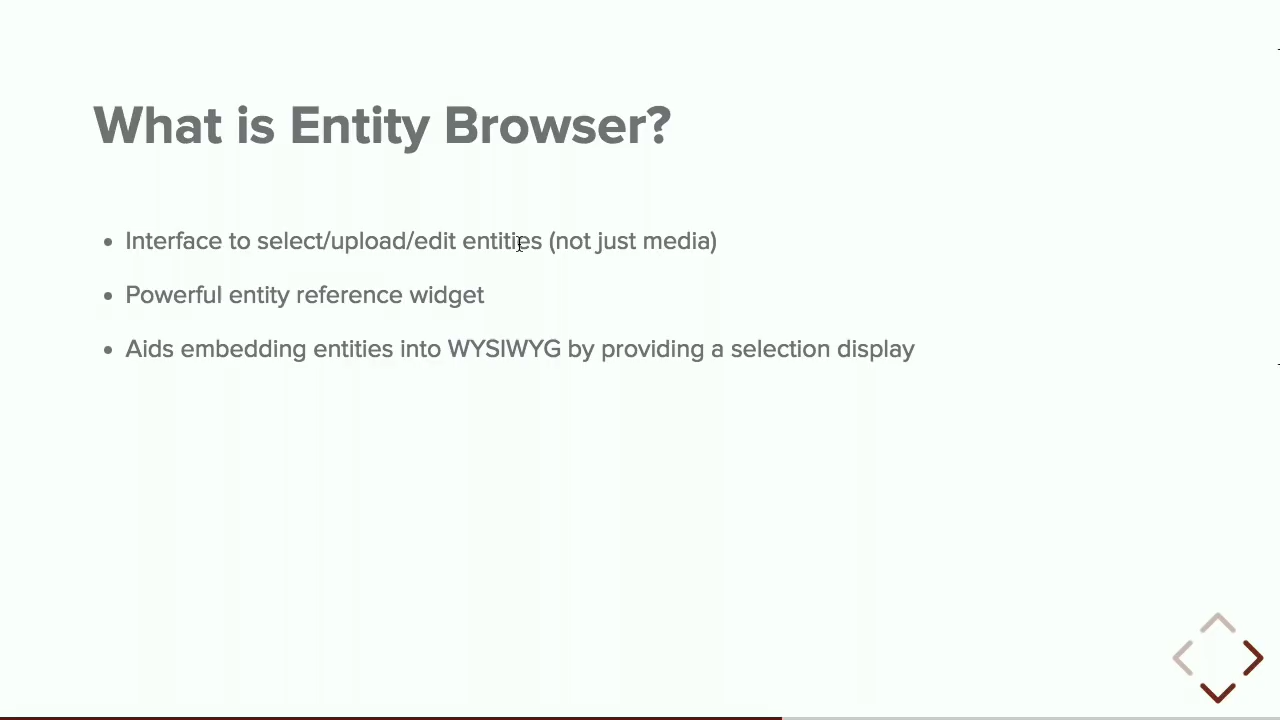 What is Entity Browser?
Interface to select/upload/edit entities (not just media)
Powerful entity reference widget
Aids embedding entities into WYSIWYG by providing a selection display